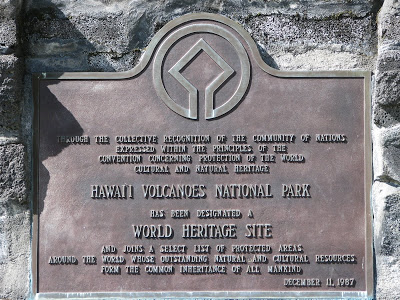 THROUGH THE COLLECTIVE RECOGNITION OF THE COMMUNITY OF NATIONS,
EXPRESSED WITHIN THE PRINCIPLES OF THE
CONVENTION CONCERNING PROTECTION OF THE WORLD
CULTURAL AND NATURAL HERITAGE
HAWAI'I VOLCANOES NATIONAL PARK
HAS BEEN DESIGNATED A
WORLD HERITAGE SITE
AND JOINS A SELECT LIST OF PROTECTED AREAS
AROUND THE WORLD WHOSE OUTSTANDING NATURAL AND CULTURAL RESOURCES
FORM THE COMMON INHERITANCE OF ALL MANKIND
DECEMBER 11, 1987